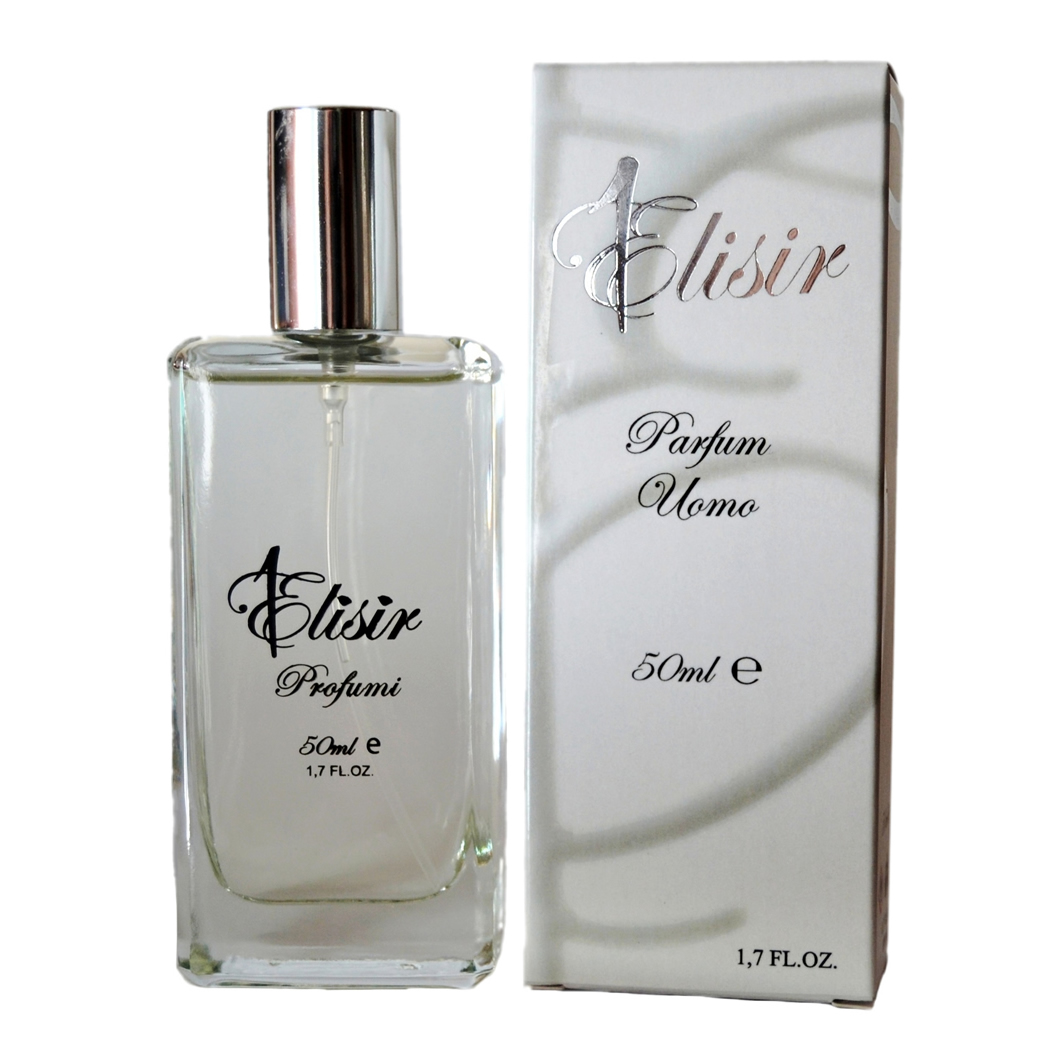 Elisir
Profumi
50ml e
1,7 FL.OZ.
Elisir
Parfum
Uomo
50ml e
1,7 FL.OZ.